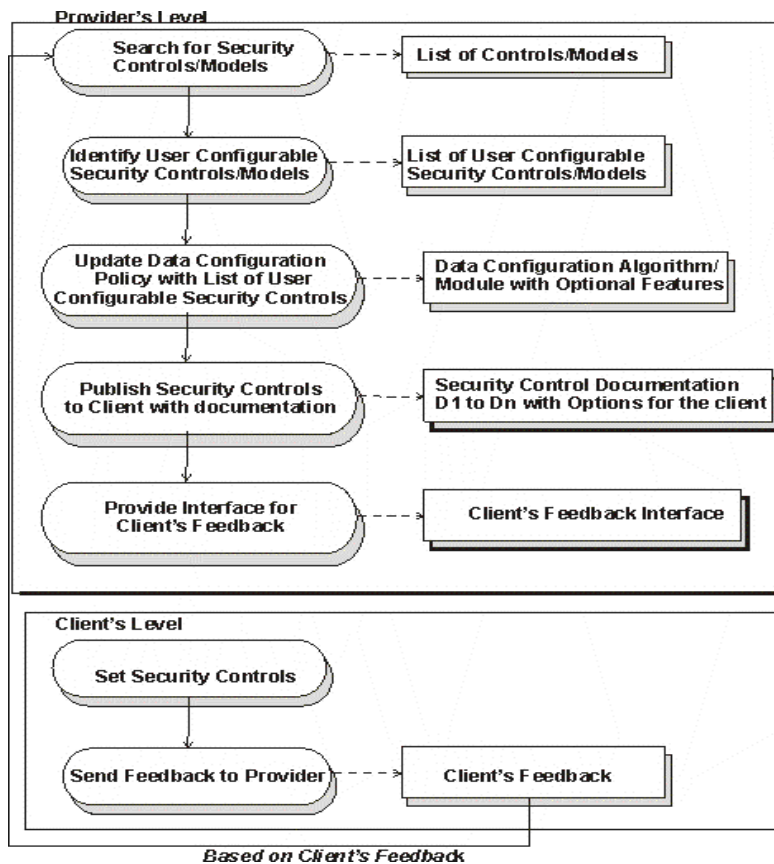 Provider's Level
Search for Security
Controls/Models
List of Controls/Models
Identify User Configurable
Security Controls/Models
List of User Configurable
Security Controls/Models
Update Data Configuration
Policy with List of User
Configurable Security Controls
Data Configuration Algorithm/
Module with Optional Features
Publish Security Controls
to Client with documentation
Security Control Documentation
D1 to Dn with Options for the client
Provide Interface for
Client's Feedback
Client's Feedback Interface
Client's Level
Set Security Controls
Send Feedback to Provider
Client's Feedback
Based on Client's Feedback